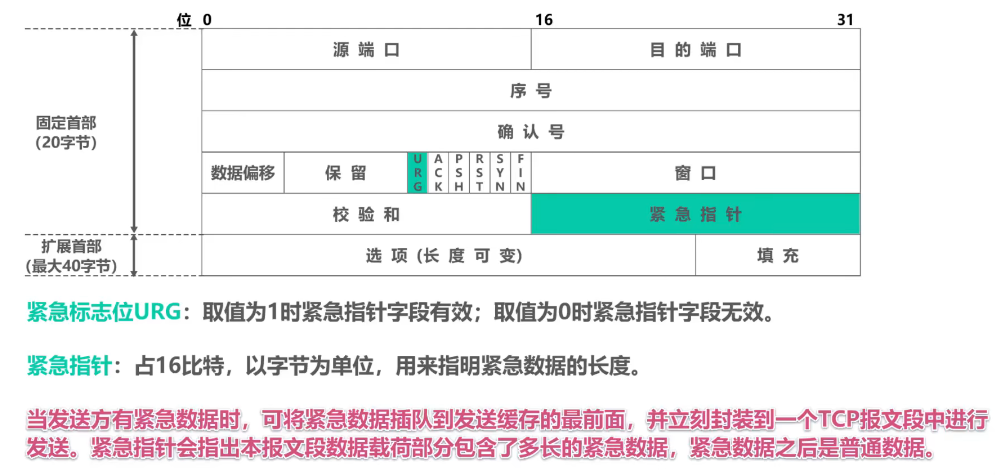 位 0 16 31
源 端 口 目 的 端 口
序 号
固定首部
(20字节)
确 认 号
数据偏移 保 留 URG ACK PSH RST SYN FIN 窗 口
校 验 和 紧 急 指 针
扩展首部
(最大40字节)
选 项 (长 度 可 变) 填 充
紧急标志位URG：取值为1时紧急指针字段有效；取值为0时紧急指针字段无效。
紧急指针：占16比特，以字节为单位，用来指明紧急数据的长度。
当发送方有紧急数据时，可将紧急数据插队到发送缓存的最前面，并立刻封装到一个TCP报文段中进行
发送。紧急指针会指出本报文段数据载荷部分包含了多长的紧急数据，紧急数据之后是普通数据。